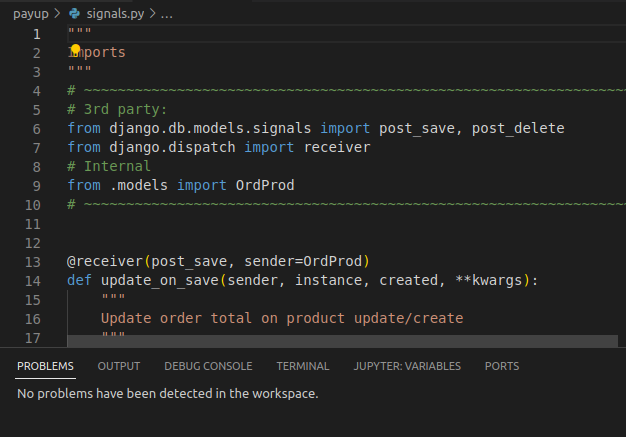 payup > signals.py > ...
1 """
2 Imports
3 """
4 # ~~~~~~~~~~~~~~~~~~~~~~~~~~~~~~~~~~~~~~~~~~~~~~~~~~~~~~~~~~~~~~~~~
5 # 3rd party:
6 from django.db.models.signals import post_save, post_delete
7 from django.dispatch import receiver
8 # Internal
9 from .models import OrdProd
10 # ~~~~~~~~~~~~~~~~~~~~~~~~~~~~~~~~~~~~~~~~~~~~~~~~~~~~~~~~~~~~~~~~~
11
12
13 @receiver(post_save, sender=OrdProd)
14 def update_on_save(sender, instance, created, **kwargs):
15     """
16     Update order total on product update/create
17     """
PROBLEMS OUTPUT DEBUG CONSOLE TERMINAL JUPYTER: VARIABLES PORTS
No problems have been detected in the workspace.